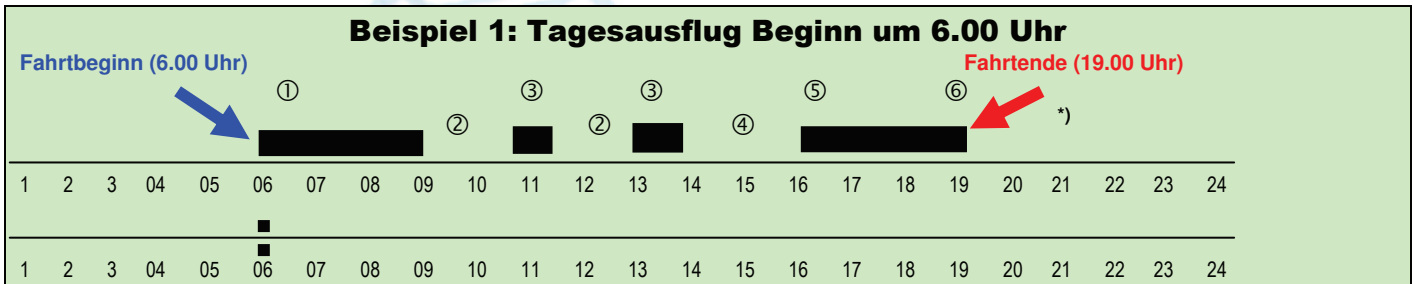 Beispiel 1: Tagesausflug Beginn um 6.00 Uhr
Fahrtbeginn (6.00 Uhr) Fahrtende (19.00 Uhr)
① ③ ③ ⑤ ⑥
② ② ④ *)
1 2 3 04 05 06 07 08 09 10 11 12 13 14 15 16 17 18 19 20 21 22 23 24
1 2 3 04 05 06 07 08 09 10 11 12 13 14 15 16 17 18 19 20 21 22 23 24